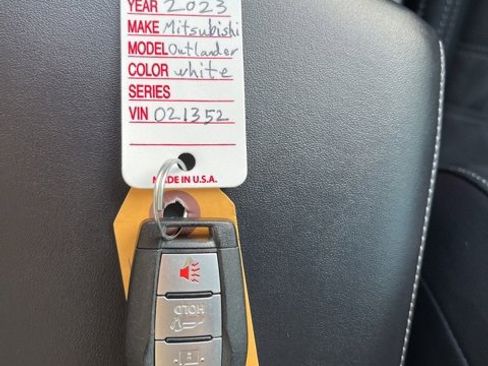 YEAR 2023
MAKE Mitsubishi
MODEL Outlander
COLOR white
SERIES
VIN 021352
MADE IN U.S.A.
HOLD